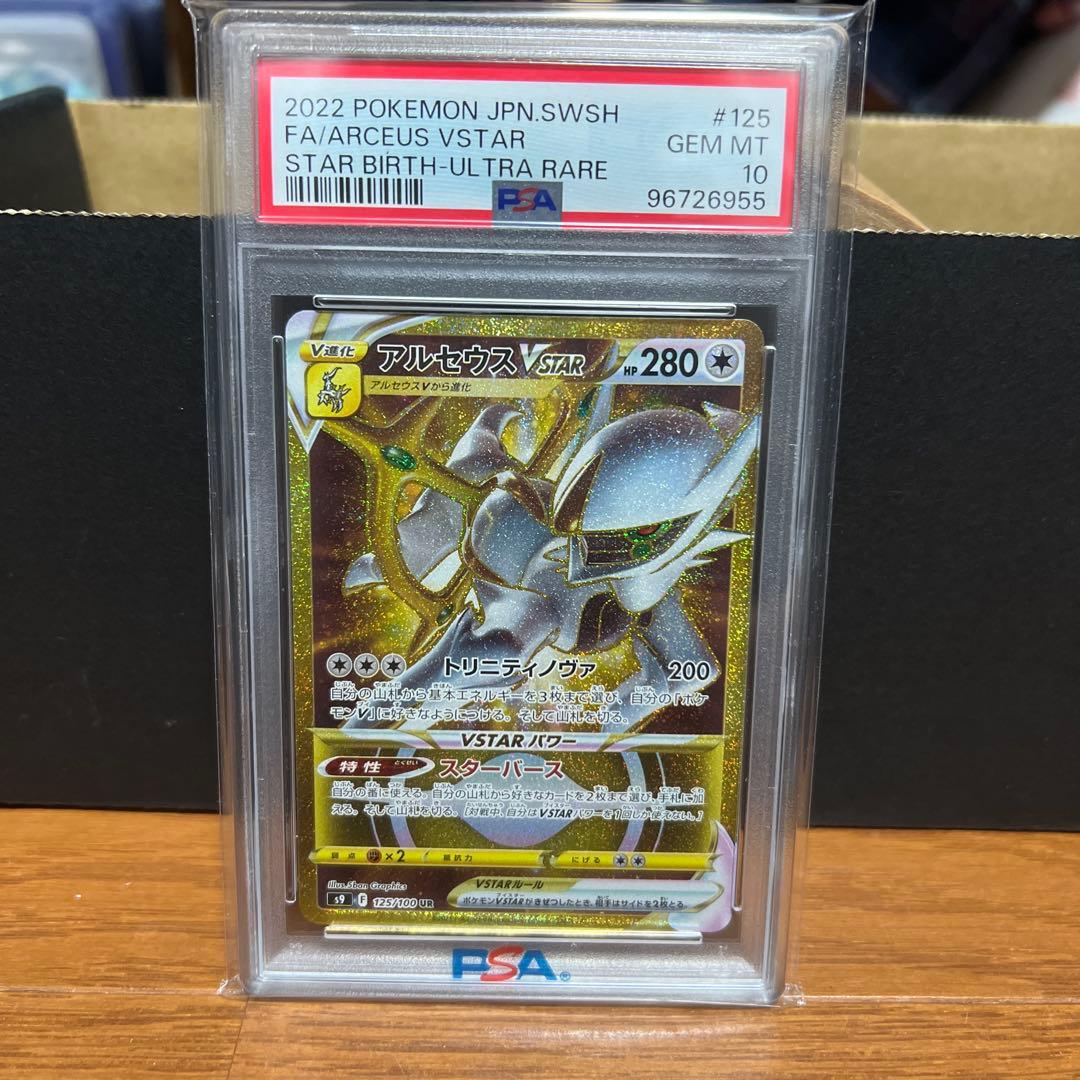 2022 POKEMON JPN.SWSH #125
FA/ARCEUS VSTAR GEM MT
STAR BIRTH-ULTRA RARE 10
PSA 96726955
V進化
アルセウス VSTAR HP 280
アルセウスVから進化
トリニティノヴァ 200
自分の山札から基本エネルギーを3枚まで選び、自分の「ポケ
モンV」に好きなようにつける。そして山札を切る。
VSTARパワー
特性 とくせい スターバース
自分の番に使える。自分の山札から好きなカードを2枚まで選び、手札に加
える。そして山札を切る。[対戦中、自分はVSTARパワーを1回しか使えない。]
弱点 ×2 抵抗力 にげる
Illus. 5ban Graphics
VSTARルール
ポケモンVSTARがきぜつしたとき、相手はサイドを2枚とる。
s9 F 125/100 UR
PSA®